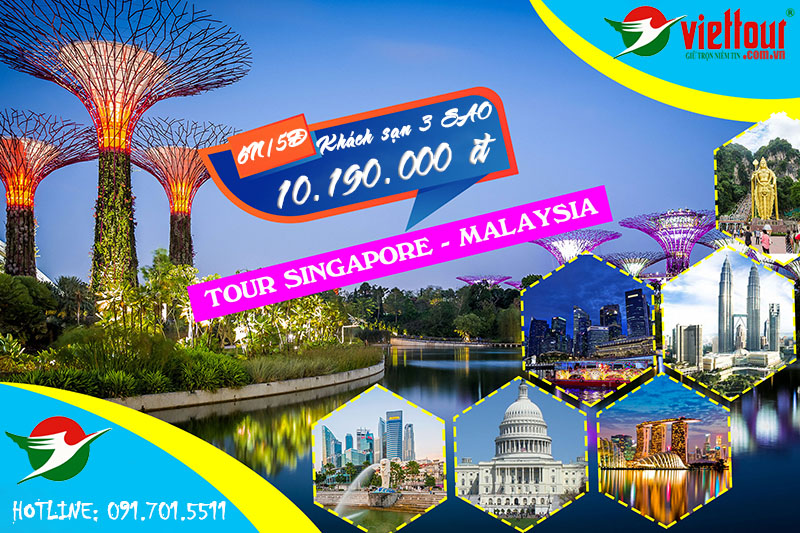 viettour®
.com.vn
GIỮ TRỌN NIỀM TIN
6N/5Đ
Khách sạn 3 SAO
10.190.000 đ
TOUR SINGAPORE - MALAYSIA
HOTLINE: 091.701.5511